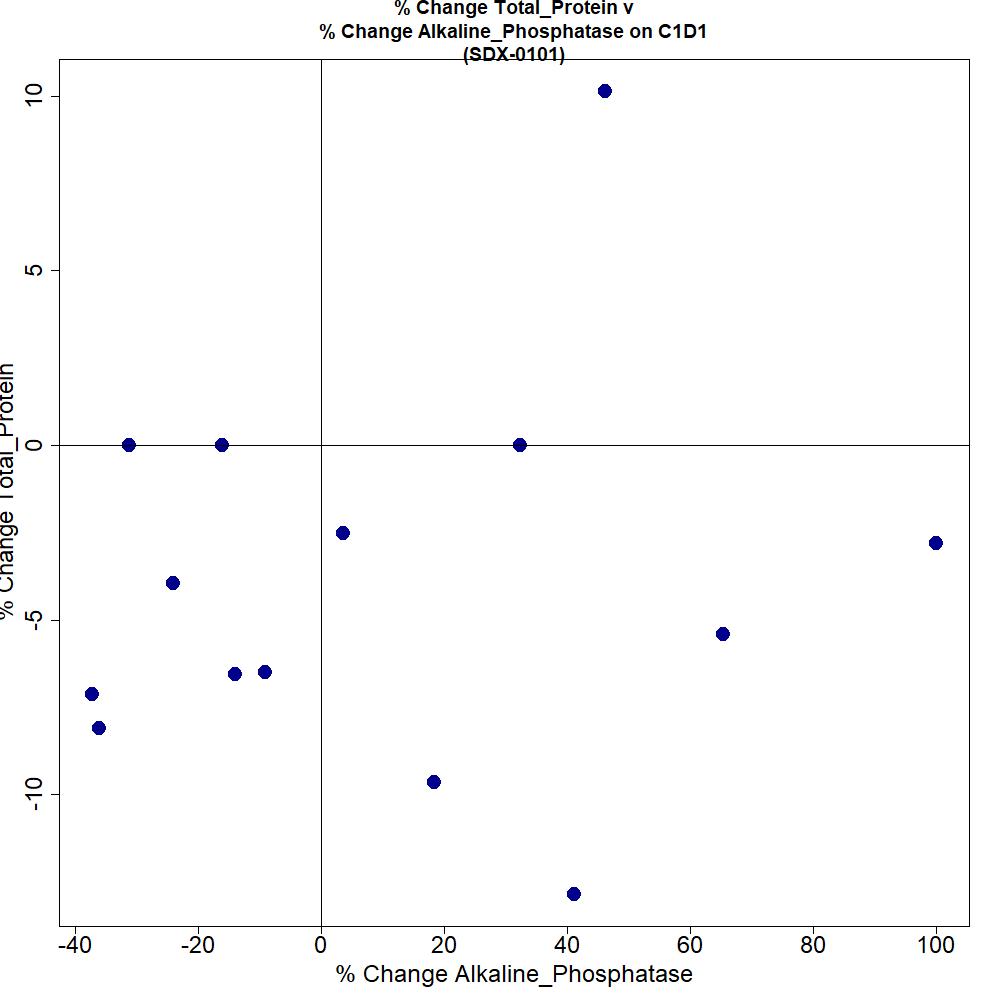 % Change Total_Protein v
% Change Alkaline_Phosphatase on C1D1
(SDX-0101)
% Change Total_Protein
10
5
0
-5
-10
-40 -20 0 20 40 60 80 100
% Change Alkaline_Phosphatase